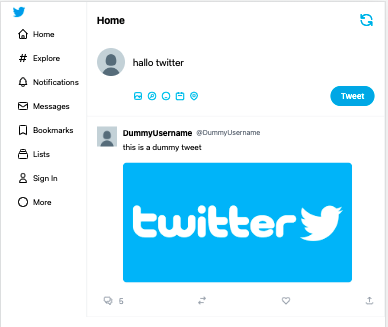 Home
Home
Explore
Notifications
Messages
Bookmarks
Lists
Sign In
More
hallo twitter
Tweet
DummyUsername @DummyUsername
this is a dummy tweet
twitter
5